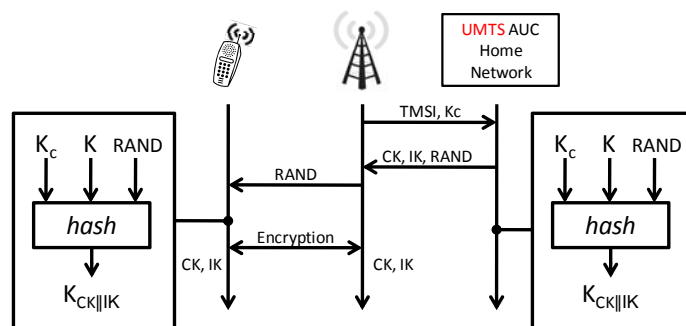 UMTS AUC
Home
Network
TMSI, Kc
Kc K RAND
CK, IK, RAND
Kc K RAND
RAND
hash
hash
Encryption
CK, IK
CK, IK
KCK||IK
KCK||IK